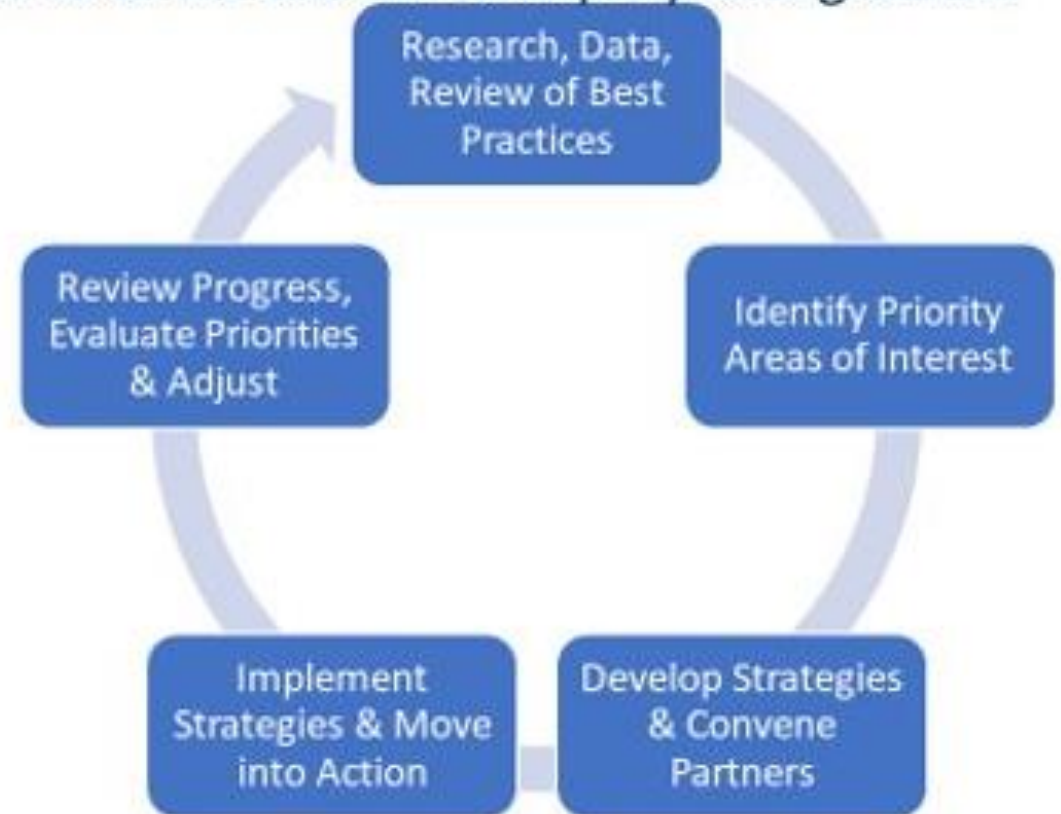 Research, Data,
Review of Best
Practices
Identify Priority
Areas of Interest
Develop Strategies
& Convene
Partners
Implement
Strategies & Move
into Action
Review Progress,
Evaluate Priorities
& Adjust